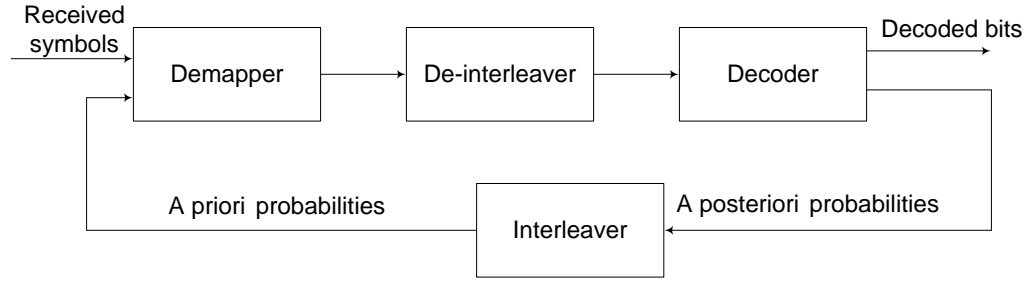 Received
symbols
Decoded bits
Demapper
De-interleaver
Decoder
A priori probabilities
A posteriori probabilities
Interleaver